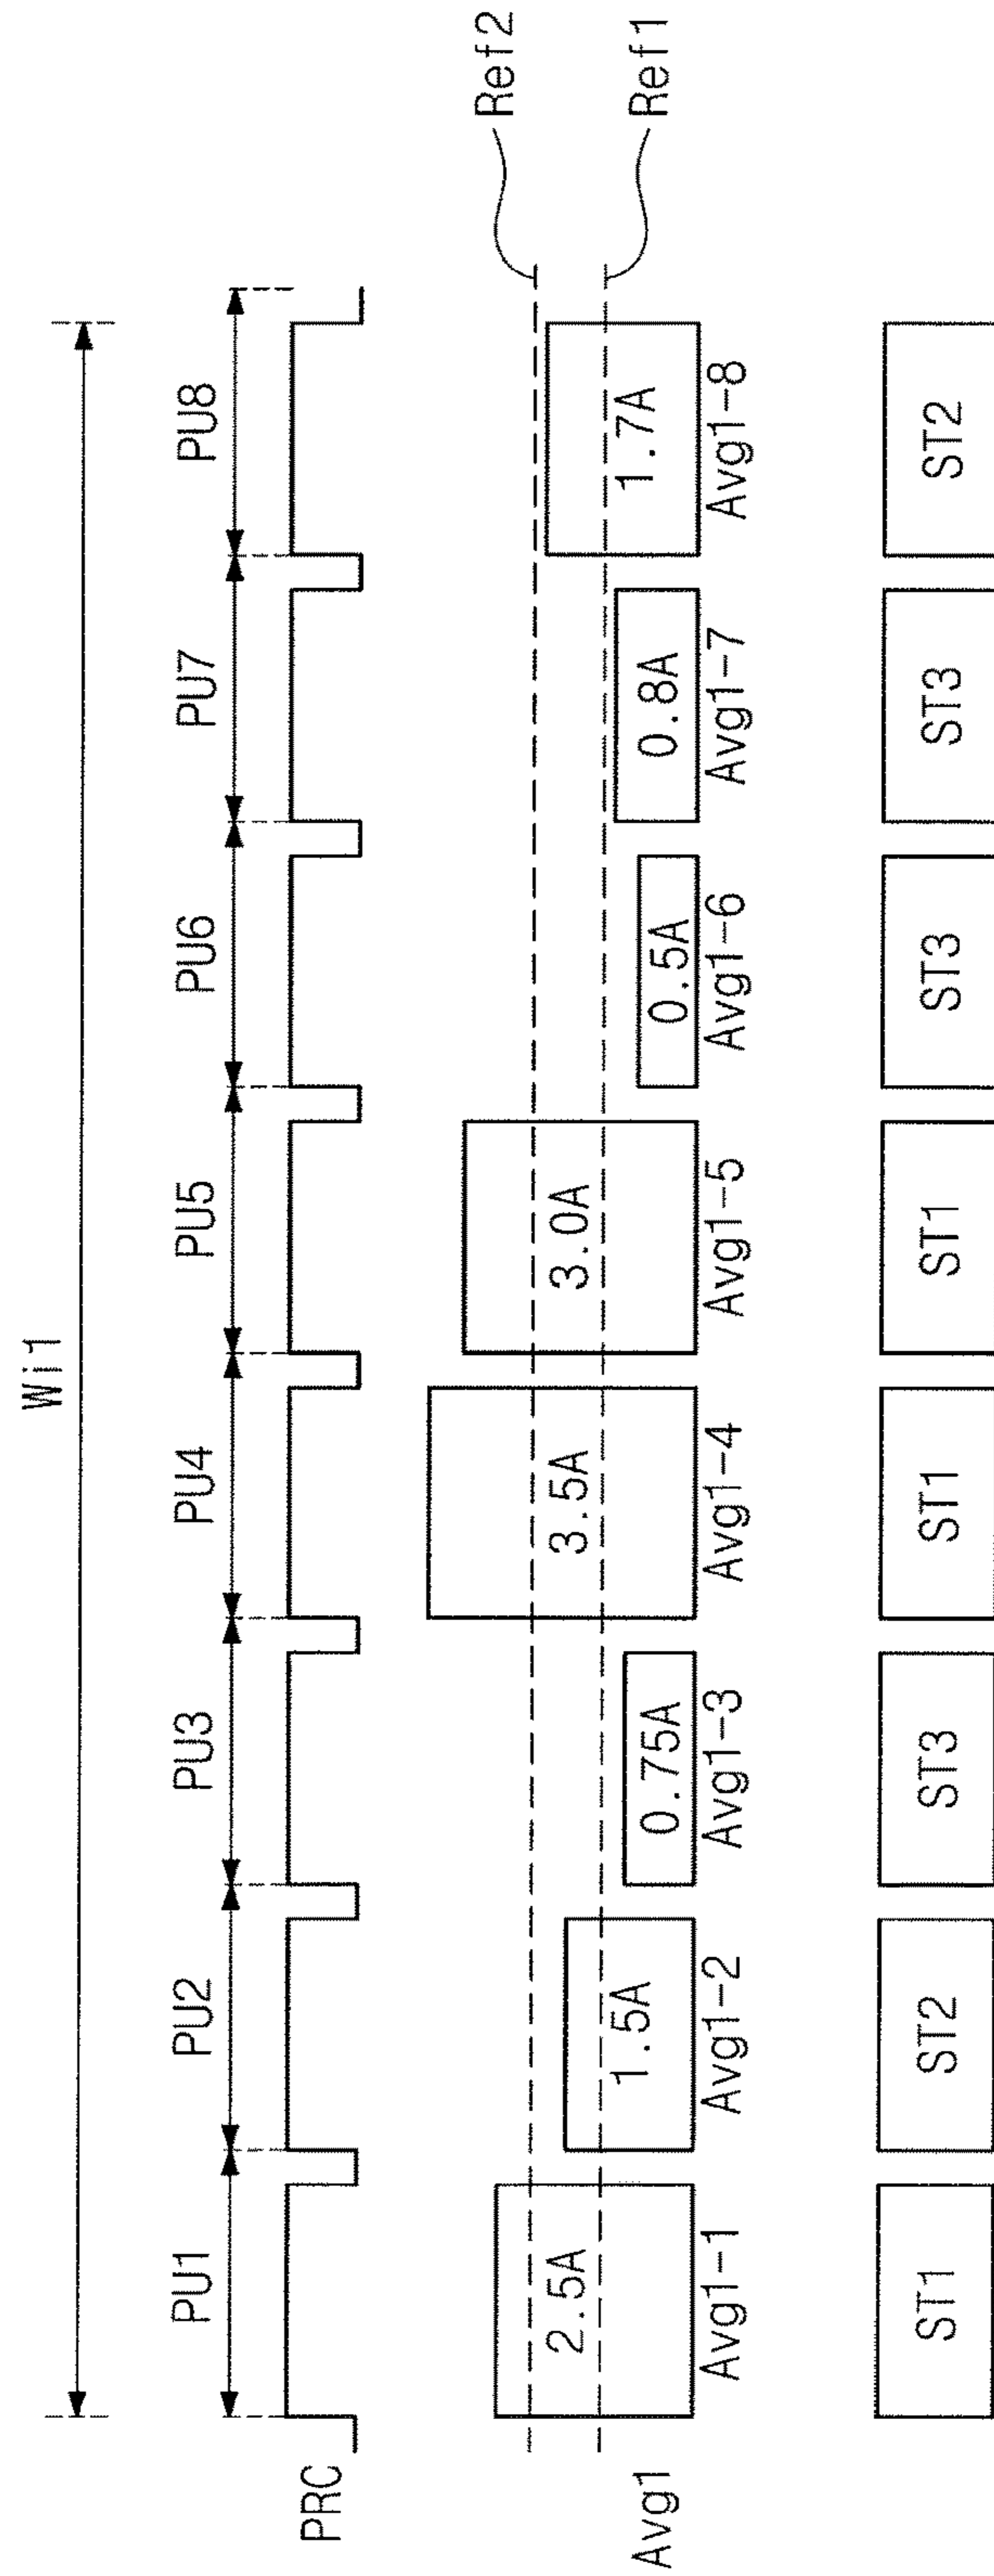 Wi1
PU1 PU2 PU3 PU4 PU5 PU6 PU7 PU8
PRC
Ref2
Ref1
2.5A 1.5A 0.75A 3.5A 3.0A 0.5A 0.8A 1.7A
Avg1
Avg1-1 Avg1-2 Avg1-3 Avg1-4 Avg1-5 Avg1-6 Avg1-7 Avg1-8
ST1 ST2 ST3 ST1 ST1 ST3 ST3 ST2